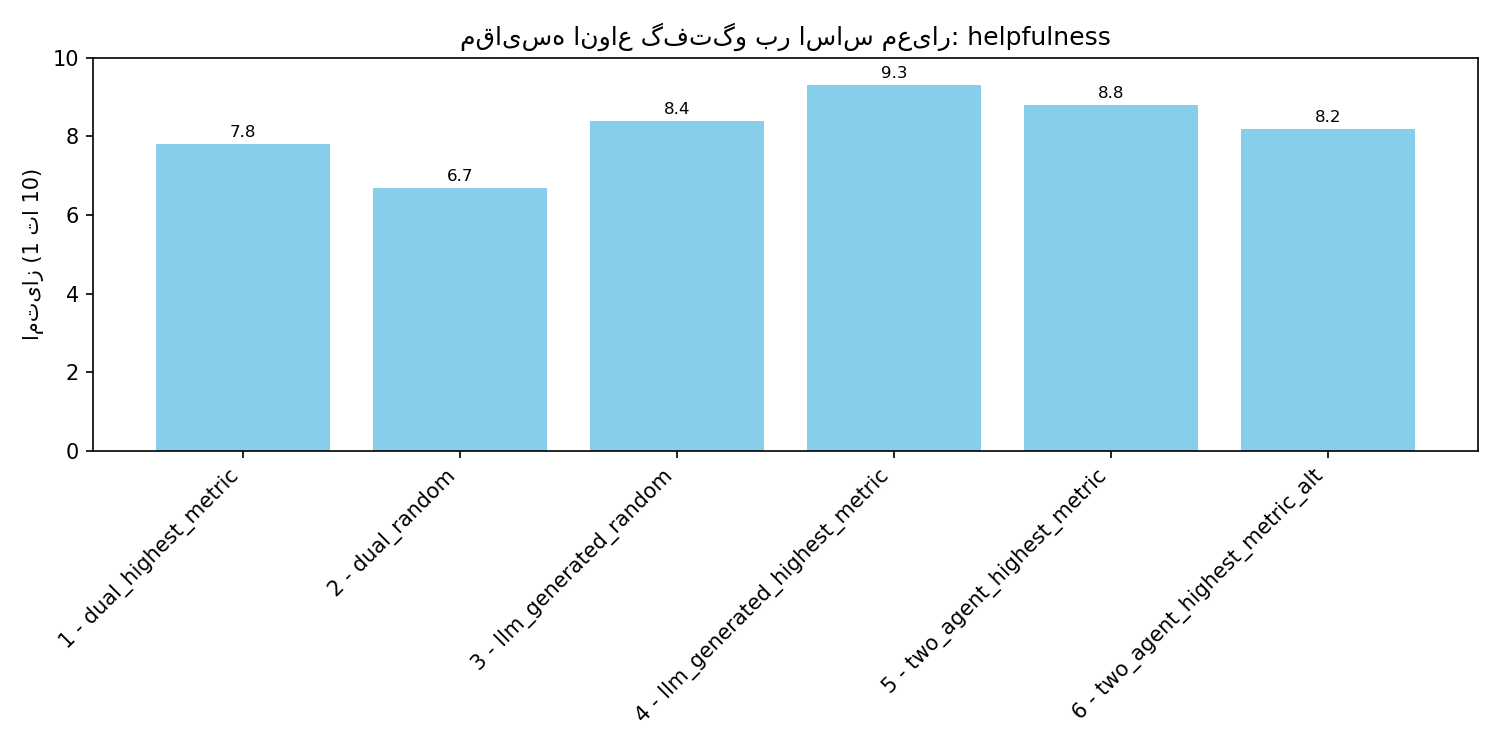 مقایسه انواع گفتگو بر اساس معیار: helpfulness
امتیاز (1 تا 10)
10
8
6
4
2
0
7.8
6.7
8.4
9.3
8.8
8.2
1 - dual_highest_metric
2 - dual_random
3 - llm_generated_random
4 - llm_generated_highest_metric
5 - two_agent_highest_metric
6 - two_agent_highest_metric_alt